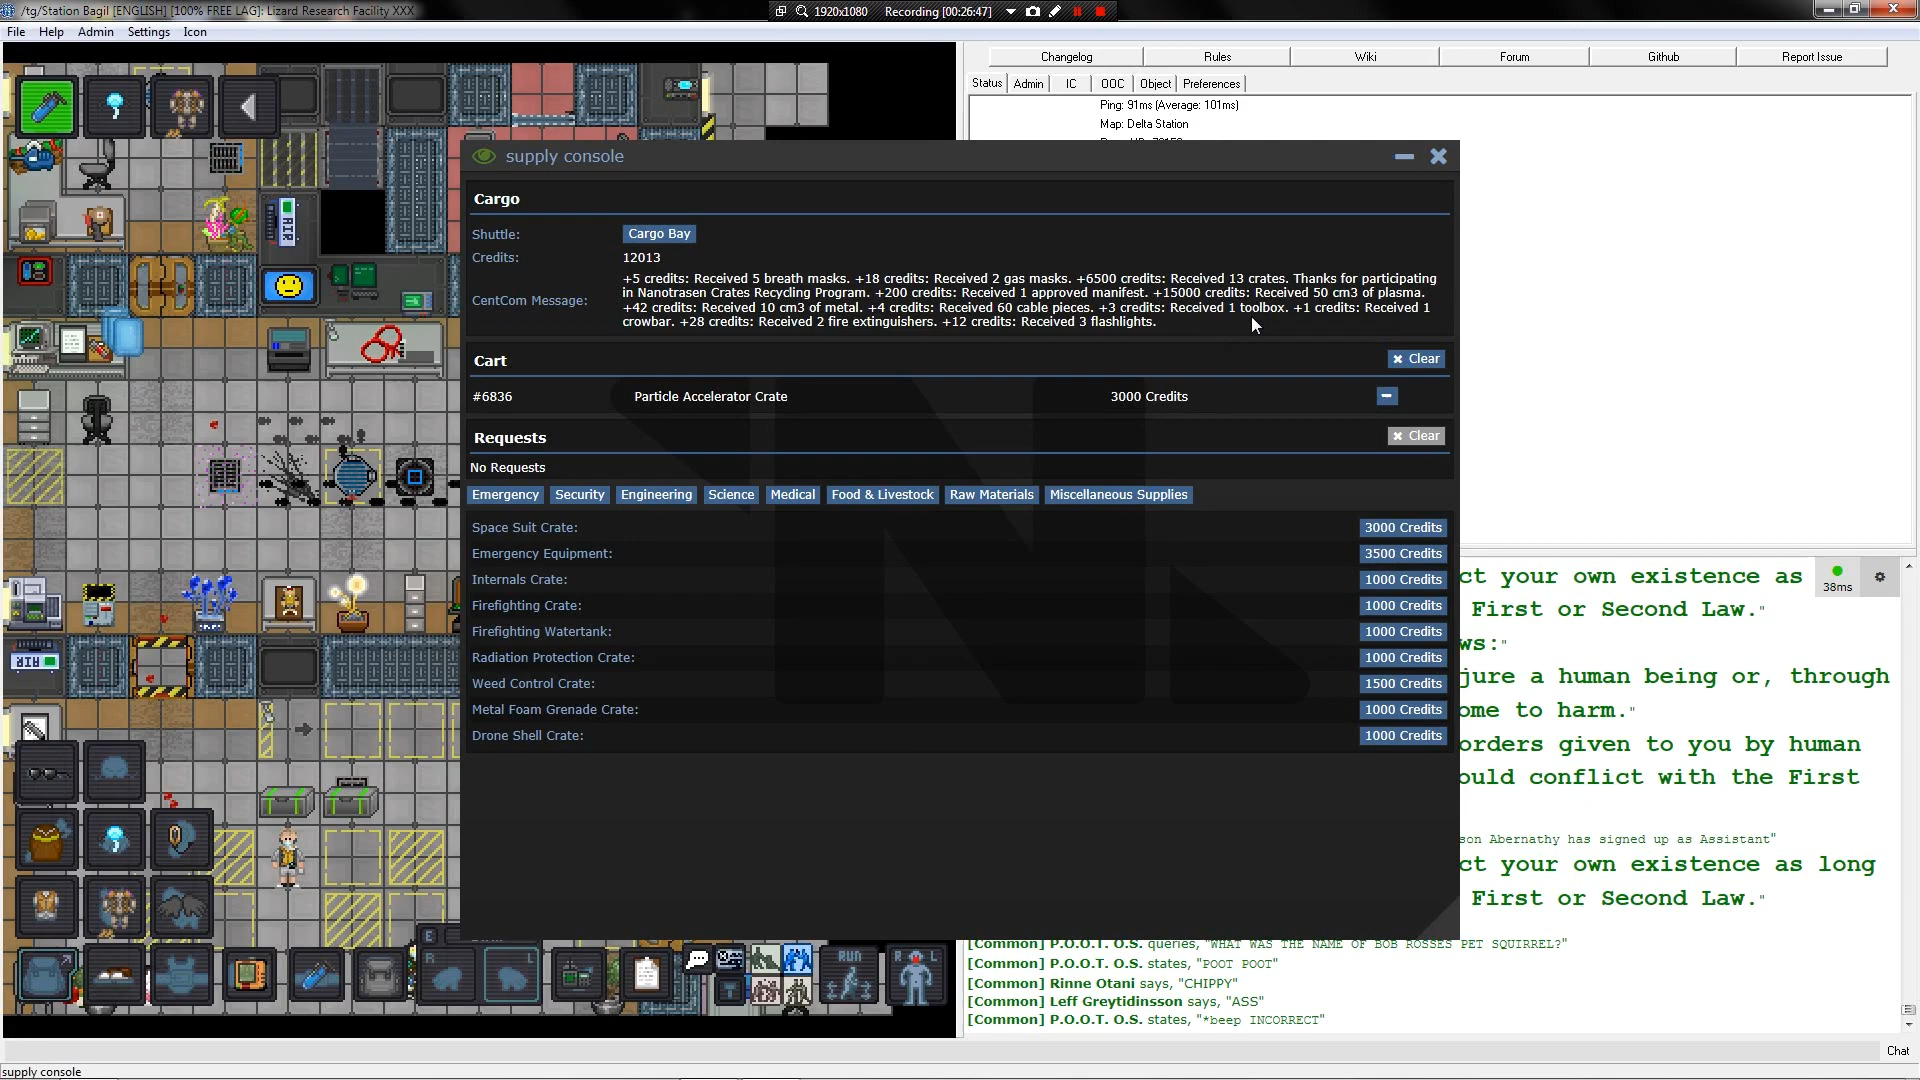 /tg/Station Bagil [ENGLISH] [100% FREE LAG]: Lizard Research Facility XXX
1920x1080 Recording [00:26:47]
File Help Admin Settings Icon
Changelog Rules Wiki Forum Github Report Issue
Status Admin IC OOC Object Preferences
Ping: 91ms (Average: 101ms)
Map: Delta Station
supply console
Cargo
Shuttle: Cargo Bay
Credits: 12013
CentCom Message:
+5 credits: Received 5 breath masks. +18 credits: Received 2 gas masks. +6500 credits: Received 13 crates. Thanks for participating
in Nanotrasen Crates Recycling Program. +200 credits: Received 1 approved manifest. +15000 credits: Received 50 cm3 of plasma.
+42 credits: Received 10 cm3 of metal. +4 credits: Received 60 cable pieces. +3 credits: Received 1 toolbox. +1 credits: Received 1
crowbar. +28 credits: Received 2 fire extinguishers. +12 credits: Received 3 flashlights.
Cart Clear
#6836 Particle Accelerator Crate 3000 Credits
Requests Clear
No Requests
Emergency Security Engineering Science Medical Food & Livestock Raw Materials Miscellaneous Supplies
Space Suit Crate: 3000 Credits
Emergency Equipment: 3500 Credits
Internals Crate: 1000 Credits
Firefighting Crate: 1000 Credits
Firefighting Watertank: 1000 Credits
Radiation Protection Crate: 1000 Credits
Weed Control Crate: 1500 Credits
Metal Foam Grenade Crate: 1000 Credits
Drone Shell Crate: 1000 Credits
AIR
AIR
38ms
ct your own existence as
First or Second Law."
ws:"
jure a human being or, through
ome to harm."
orders given to you by human
ould conflict with the First
son Abernathy has signed up as Assistant"
ct your own existence as long
First or Second Law."
[Common] P.O.O.T. O.S. queries, "WHAT WAS THE NAME OF BOB ROSSES PET SQUIRREL?"
[Common] P.O.O.T. O.S. states, "POOT POOT"
[Common] Rinne Otani says, "CHIPPY"
[Common] Leff Greytidinsson says, "ASS"
[Common] P.O.O.T. O.S. states, "*beep INCORRECT"
E
R L RUN R L
Chat
supply console